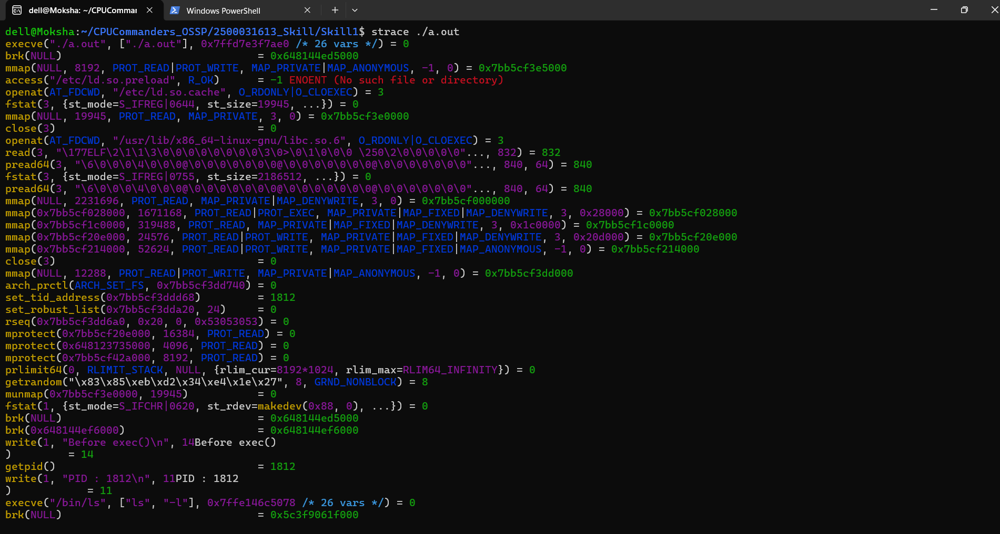 dell@Moksha: ~/CPUComman
Windows PowerShell
dell@Moksha:~/CPUCommanders_OSSP/2500031613_Skill/Skill1$ strace ./a.out
execve("./a.out", ["./a.out"], 0x7ffd7e3f7ae0 /* 26 vars */) = 0
brk(NULL)                               = 0x648144ed5000
mmap(NULL, 8192, PROT_READ|PROT_WRITE, MAP_PRIVATE|MAP_ANONYMOUS, -1, 0) = 0x7bb5cf3e5000
access("/etc/ld.so.preload", R_OK)      = -1 ENOENT (No such file or directory)
openat(AT_FDCWD, "/etc/ld.so.cache", O_RDONLY|O_CLOEXEC) = 3
fstat(3, {st_mode=S_IFREG|0644, st_size=19945, ...}) = 0
mmap(NULL, 19945, PROT_READ, MAP_PRIVATE, 3, 0) = 0x7bb5cf3e0000
close(3)                                = 0
openat(AT_FDCWD, "/usr/lib/x86_64-linux-gnu/libc.so.6", O_RDONLY|O_CLOEXEC) = 3
read(3, "\177ELF\2\1\1\3\0\0\0\0\0\0\0\0\3\0>\0\1\0\0\0 \250\2\0\0\0\0\0"..., 832) = 832
pread64(3, "\6\0\0\0\4\0\0\0@\0\0\0\0\0\0\0@\0\0\0\0\0\0\0@\0\0\0\0\0\0\0"..., 840, 64) = 840
fstat(3, {st_mode=S_IFREG|0755, st_size=2186512, ...}) = 0
pread64(3, "\6\0\0\0\4\0\0\0@\0\0\0\0\0\0\0@\0\0\0\0\0\0\0@\0\0\0\0\0\0\0"..., 840, 64) = 840
mmap(NULL, 2231696, PROT_READ, MAP_PRIVATE|MAP_DENYWRITE, 3, 0) = 0x7bb5cf000000
mmap(0x7bb5cf028000, 1671168, PROT_READ|PROT_EXEC, MAP_PRIVATE|MAP_FIXED|MAP_DENYWRITE, 3, 0x28000) = 0x7bb5cf028000
mmap(0x7bb5cf1c0000, 319488, PROT_READ, MAP_PRIVATE|MAP_FIXED|MAP_DENYWRITE, 3, 0x1c0000) = 0x7bb5cf1c0000
mmap(0x7bb5cf20e000, 24576, PROT_READ|PROT_WRITE, MAP_PRIVATE|MAP_FIXED|MAP_DENYWRITE, 3, 0x20d000) = 0x7bb5cf20e000
mmap(0x7bb5cf214000, 52624, PROT_READ|PROT_WRITE, MAP_PRIVATE|MAP_FIXED|MAP_ANONYMOUS, -1, 0) = 0x7bb5cf214000
close(3)                                = 0
mmap(NULL, 12288, PROT_READ|PROT_WRITE, MAP_PRIVATE|MAP_ANONYMOUS, -1, 0) = 0x7bb5cf3dd000
arch_prctl(ARCH_SET_FS, 0x7bb5cf3dd740) = 0
set_tid_address(0x7bb5cf3ddd68)         = 1812
set_robust_list(0x7bb5cf3dda20, 24)     = 0
rseq(0x7bb5cf3dd6a0, 0x20, 0, 0x53053053) = 0
mprotect(0x7bb5cf20e000, 16384, PROT_READ) = 0
mprotect(0x648123735000, 4096, PROT_READ) = 0
mprotect(0x7bb5cf42a000, 8192, PROT_READ) = 0
prlimit64(0, RLIMIT_STACK, NULL, {rlim_cur=8192*1024, rlim_max=RLIM64_INFINITY}) = 0
getrandom("\x83\x85\xeb\xd2\x34\xe4\x1e\x27", 8, GRND_NONBLOCK) = 8
munmap(0x7bb5cf3e0000, 19945)           = 0
fstat(1, {st_mode=S_IFCHR|0620, st_rdev=makedev(0x88, 0), ...}) = 0
brk(NULL)                               = 0x648144ed5000
brk(0x648144ef6000)                     = 0x648144ef6000
write(1, "Before exec()\n", 14Before exec()
)         = 14
getpid()                                = 1812
write(1, "PID : 1812\n", 11PID : 1812
)            = 11
execve("/bin/ls", ["ls", "-l"], 0x7ffe146c5078 /* 26 vars */) = 0
brk(NULL)                               = 0x5c3f9061f000